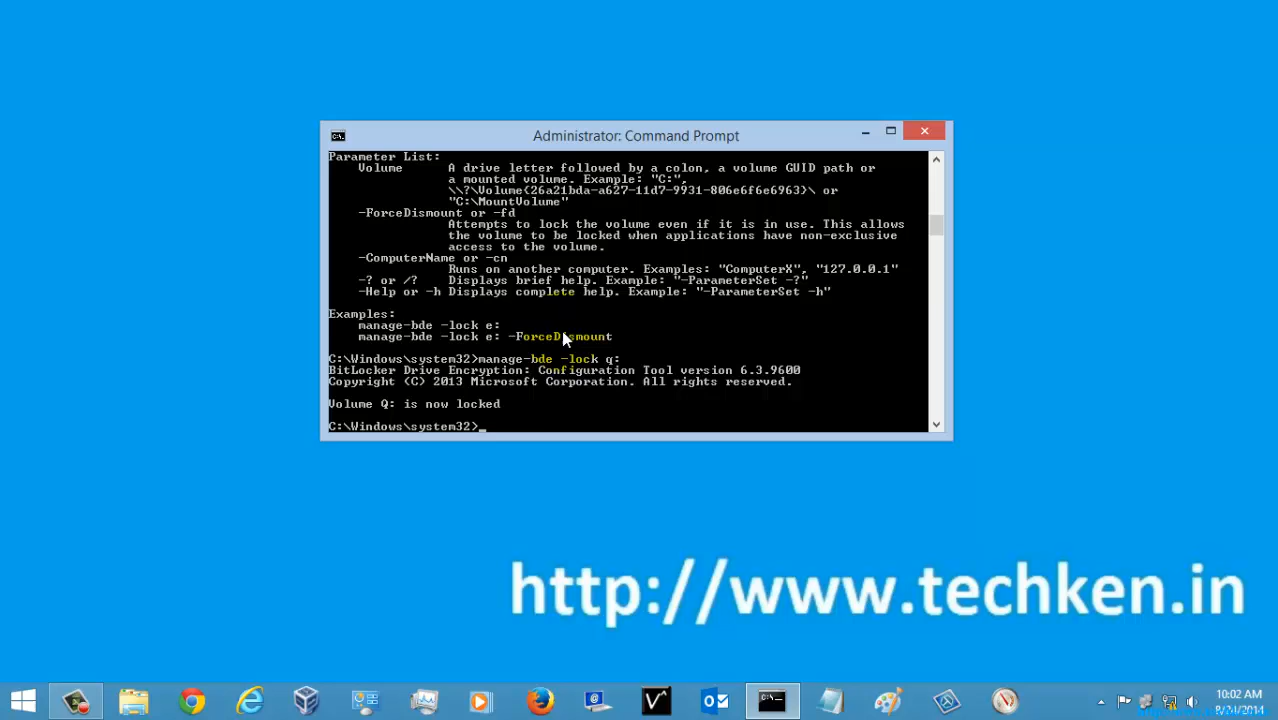 Administrator: Command Prompt
Parameter List:
Volume A drive letter followed by a colon, a volume GUID path or
a mounted volume. Example: "C:",
\\?\Volume{26a21bda-a627-11d7-9931-806e6f6e6963}\ or
"C:\MountVolume"
-ForceDismount or -fd
Attempts to lock the volume even if it is in use. This allows
the volume to be locked when applications have non-exclusive
access to the volume.
-ComputerName or -cn
Runs on another computer. Examples: "ComputerX", "127.0.0.1"
-? or /? Displays brief help. Example: "-ParameterSet -?"
-Help or -h Displays complete help. Example: "-ParameterSet -h"
Examples:
manage-bde -lock e:
manage-bde -lock e: -ForceDismount
C:\Windows\system32>manage-bde -lock q:
BitLocker Drive Encryption: Configuration Tool version 6.3.9600
Copyright (C) 2013 Microsoft Corporation. All rights reserved.
Volume Q: is now locked
C:\Windows\system32>_
http://www.techken.in
10:02 AM
8/24/2014